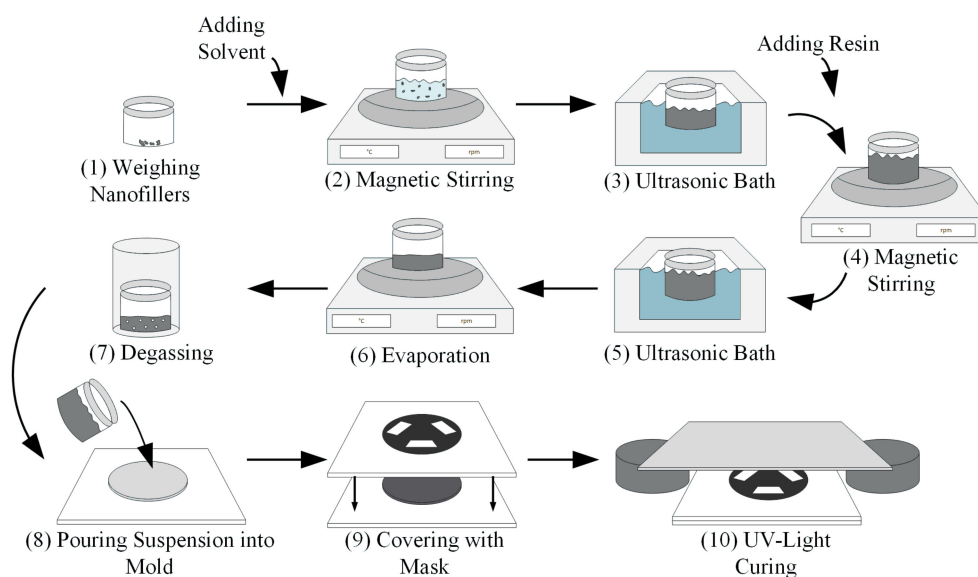 Adding
Solvent
Adding Resin
(1) Weighing
Nanofillers
°C
rpm
(2) Magnetic Stirring
(3) Ultrasonic Bath
°C
rpm
(4) Magnetic
Stirring
(5) Ultrasonic Bath
°C
rpm
(6) Evaporation
(7) Degassing
(8) Pouring Suspension into
Mold
(9) Covering with
Mask
(10) UV-Light
Curing